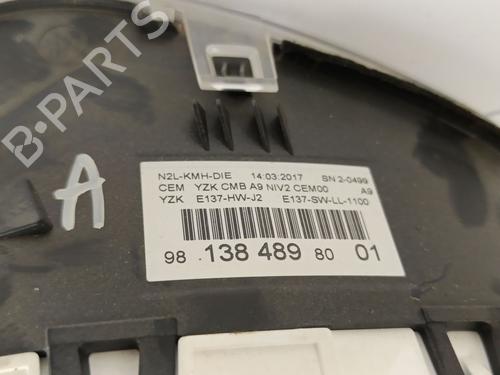 B-PARTS
N2L-KMH-DIE 14:03:2017 SN 2-0499
CEM YZK CMB A9 NIV2 CEM00 A9
YZK E137-HW-J2 E137-SW-LL-1100
98 .138 489 80 01
A